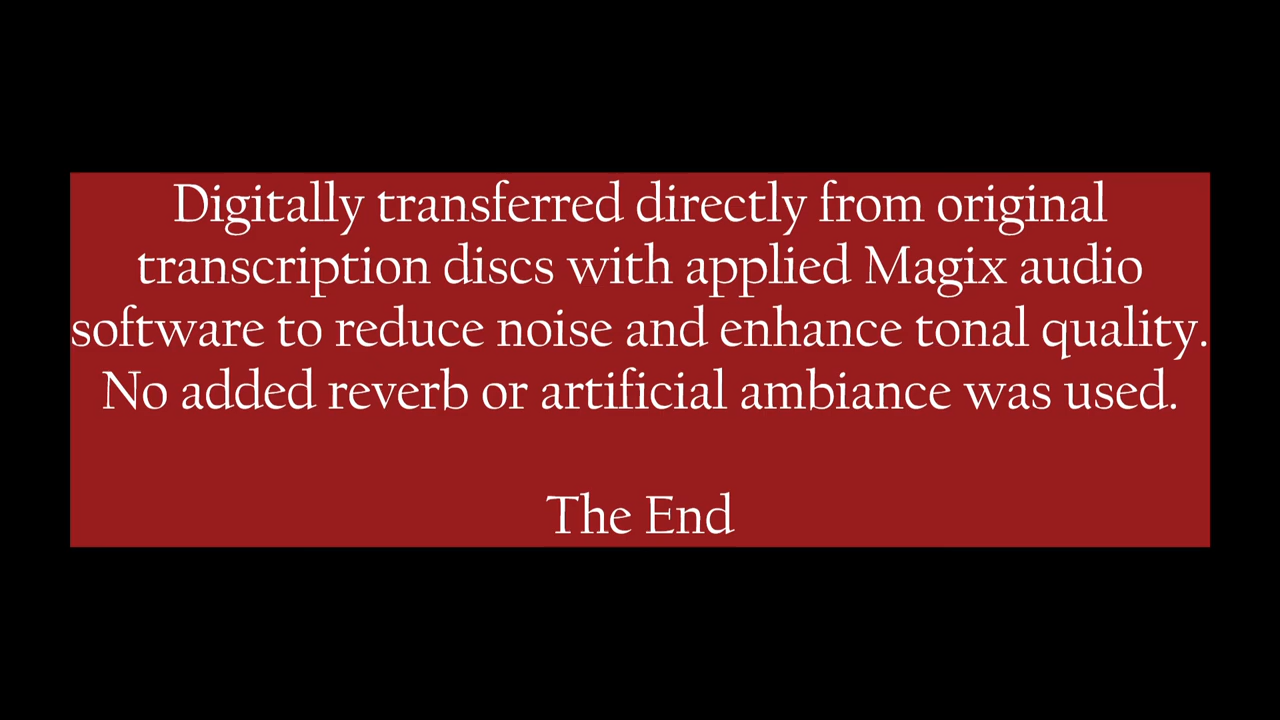 Digitally transferred directly from original
transcription discs with applied Magix audio
software to reduce noise and enhance tonal quality.
No added reverb or artificial ambiance was used.
The End